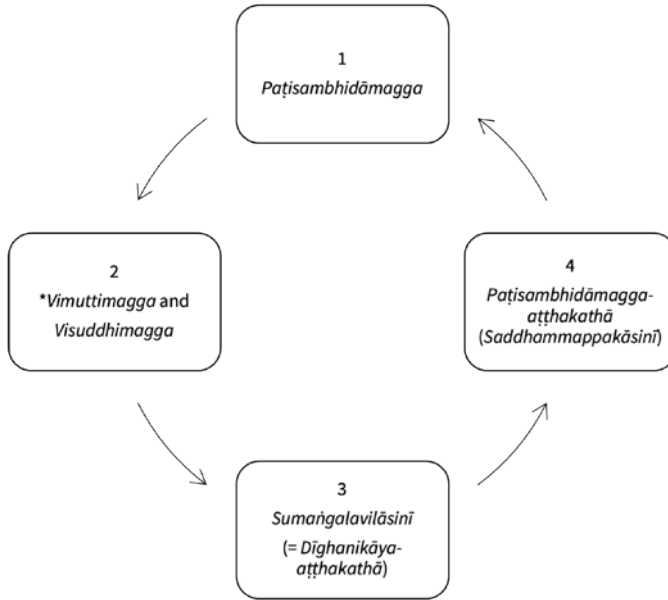 1
Paṭisambhidāmagga
2
*Vimuttimagga and
Visuddhimagga
4
Paṭisambhidāmagga-
aṭṭhakathā
(Saddhammappakāsinī)
3
Sumaṅgalavilāsinī
(= Dīghanikāya-
aṭṭhakathā)